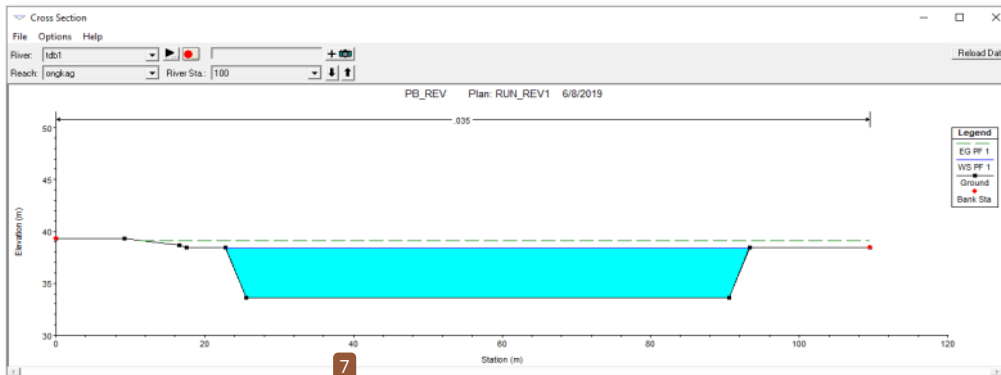 Cross Section
File Options Help
River: tdb1
Reload Dat
Reach: ongkag River Sta.: 100
PB_REV Plan: RUN_REV1 6/8/2019
.035
Legend
EG PF 1
WS PF 1
Ground
Bank Sta
Elevation (m)
50
45
40
35
30
0 20 40 60 80 100 120
Station (m)
7